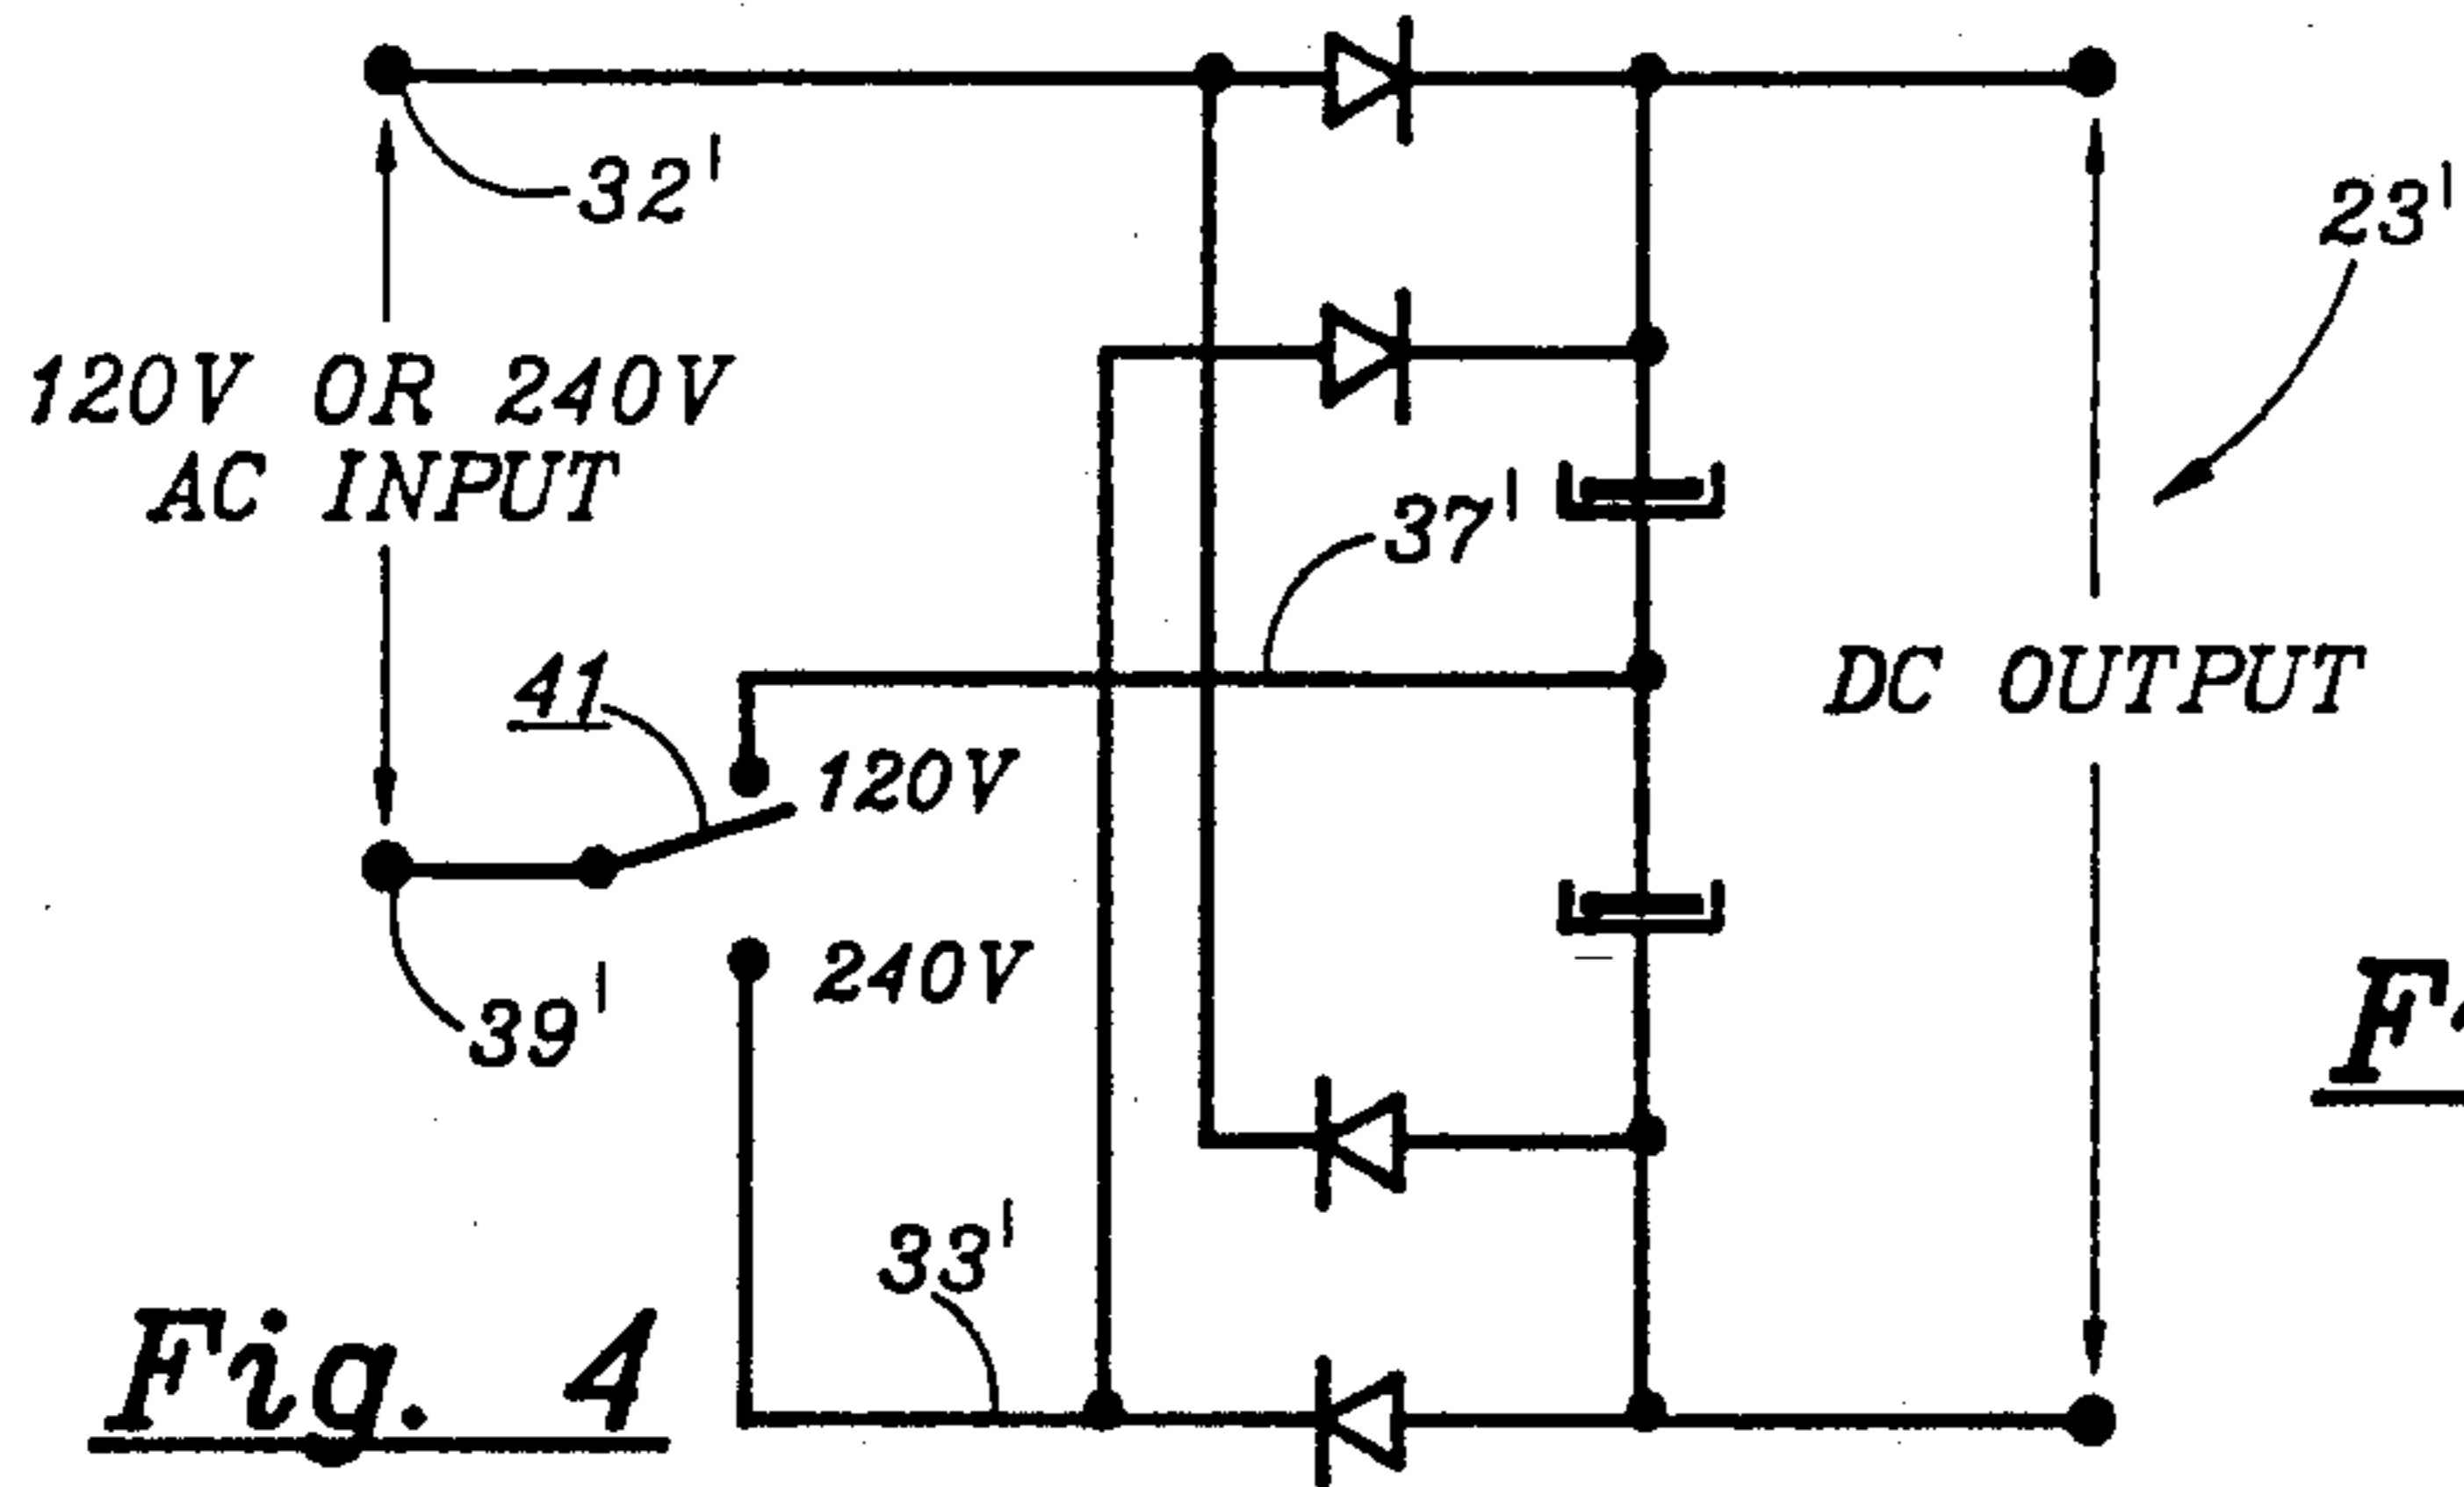 32'
23'
120V OR 240V
AC INPUT
37'
41
DC OUTPUT
120V
240V
39'
33'
Fig. 4